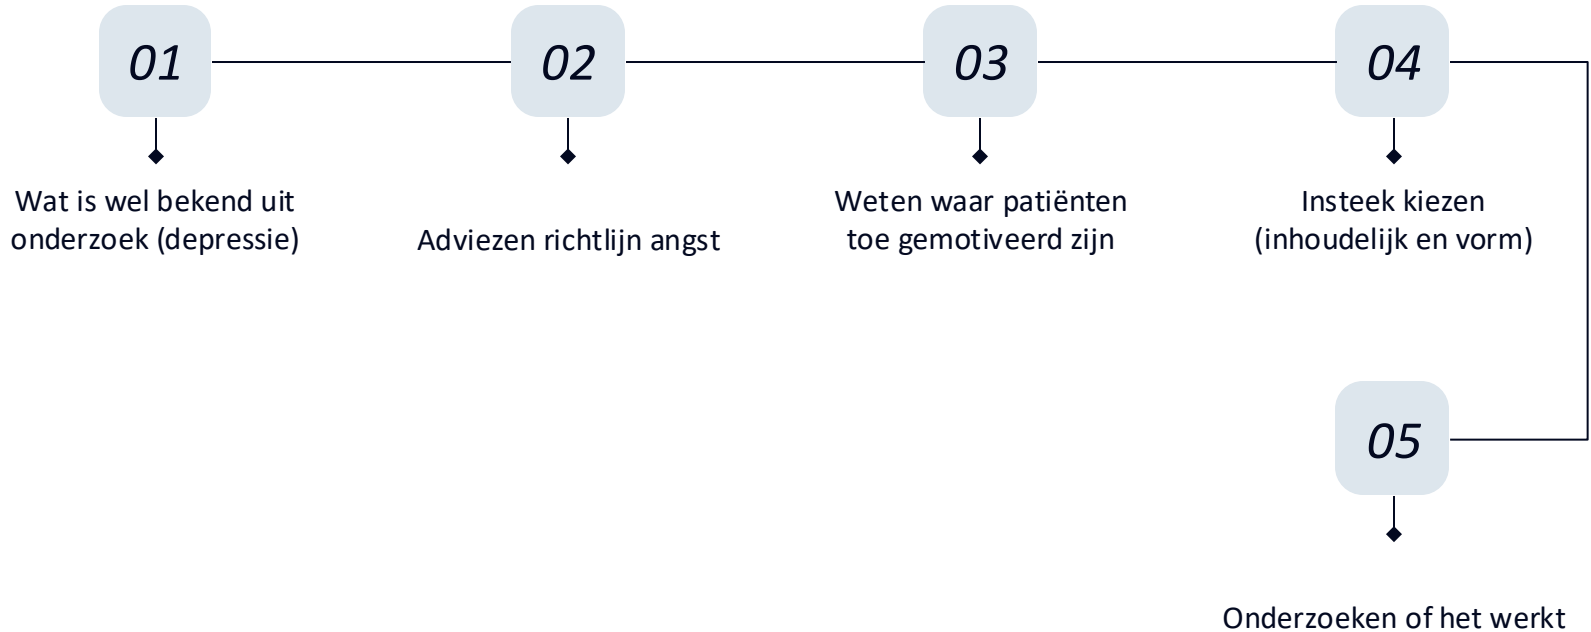 01
02
03
04
Wat is wel bekend uit
onderzoek (depressie)
Adviezen richtlijn angst
Weten waar patiënten
toe gemotiveerd zijn
Insteek kiezen
(inhoudelijk en vorm)
05
Onderzoeken of het werkt